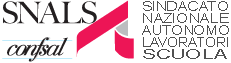 SNALS
confsal
SINDACATO
NAZIONALE
AUTONOMO
LAVORATORI
SCUOLA